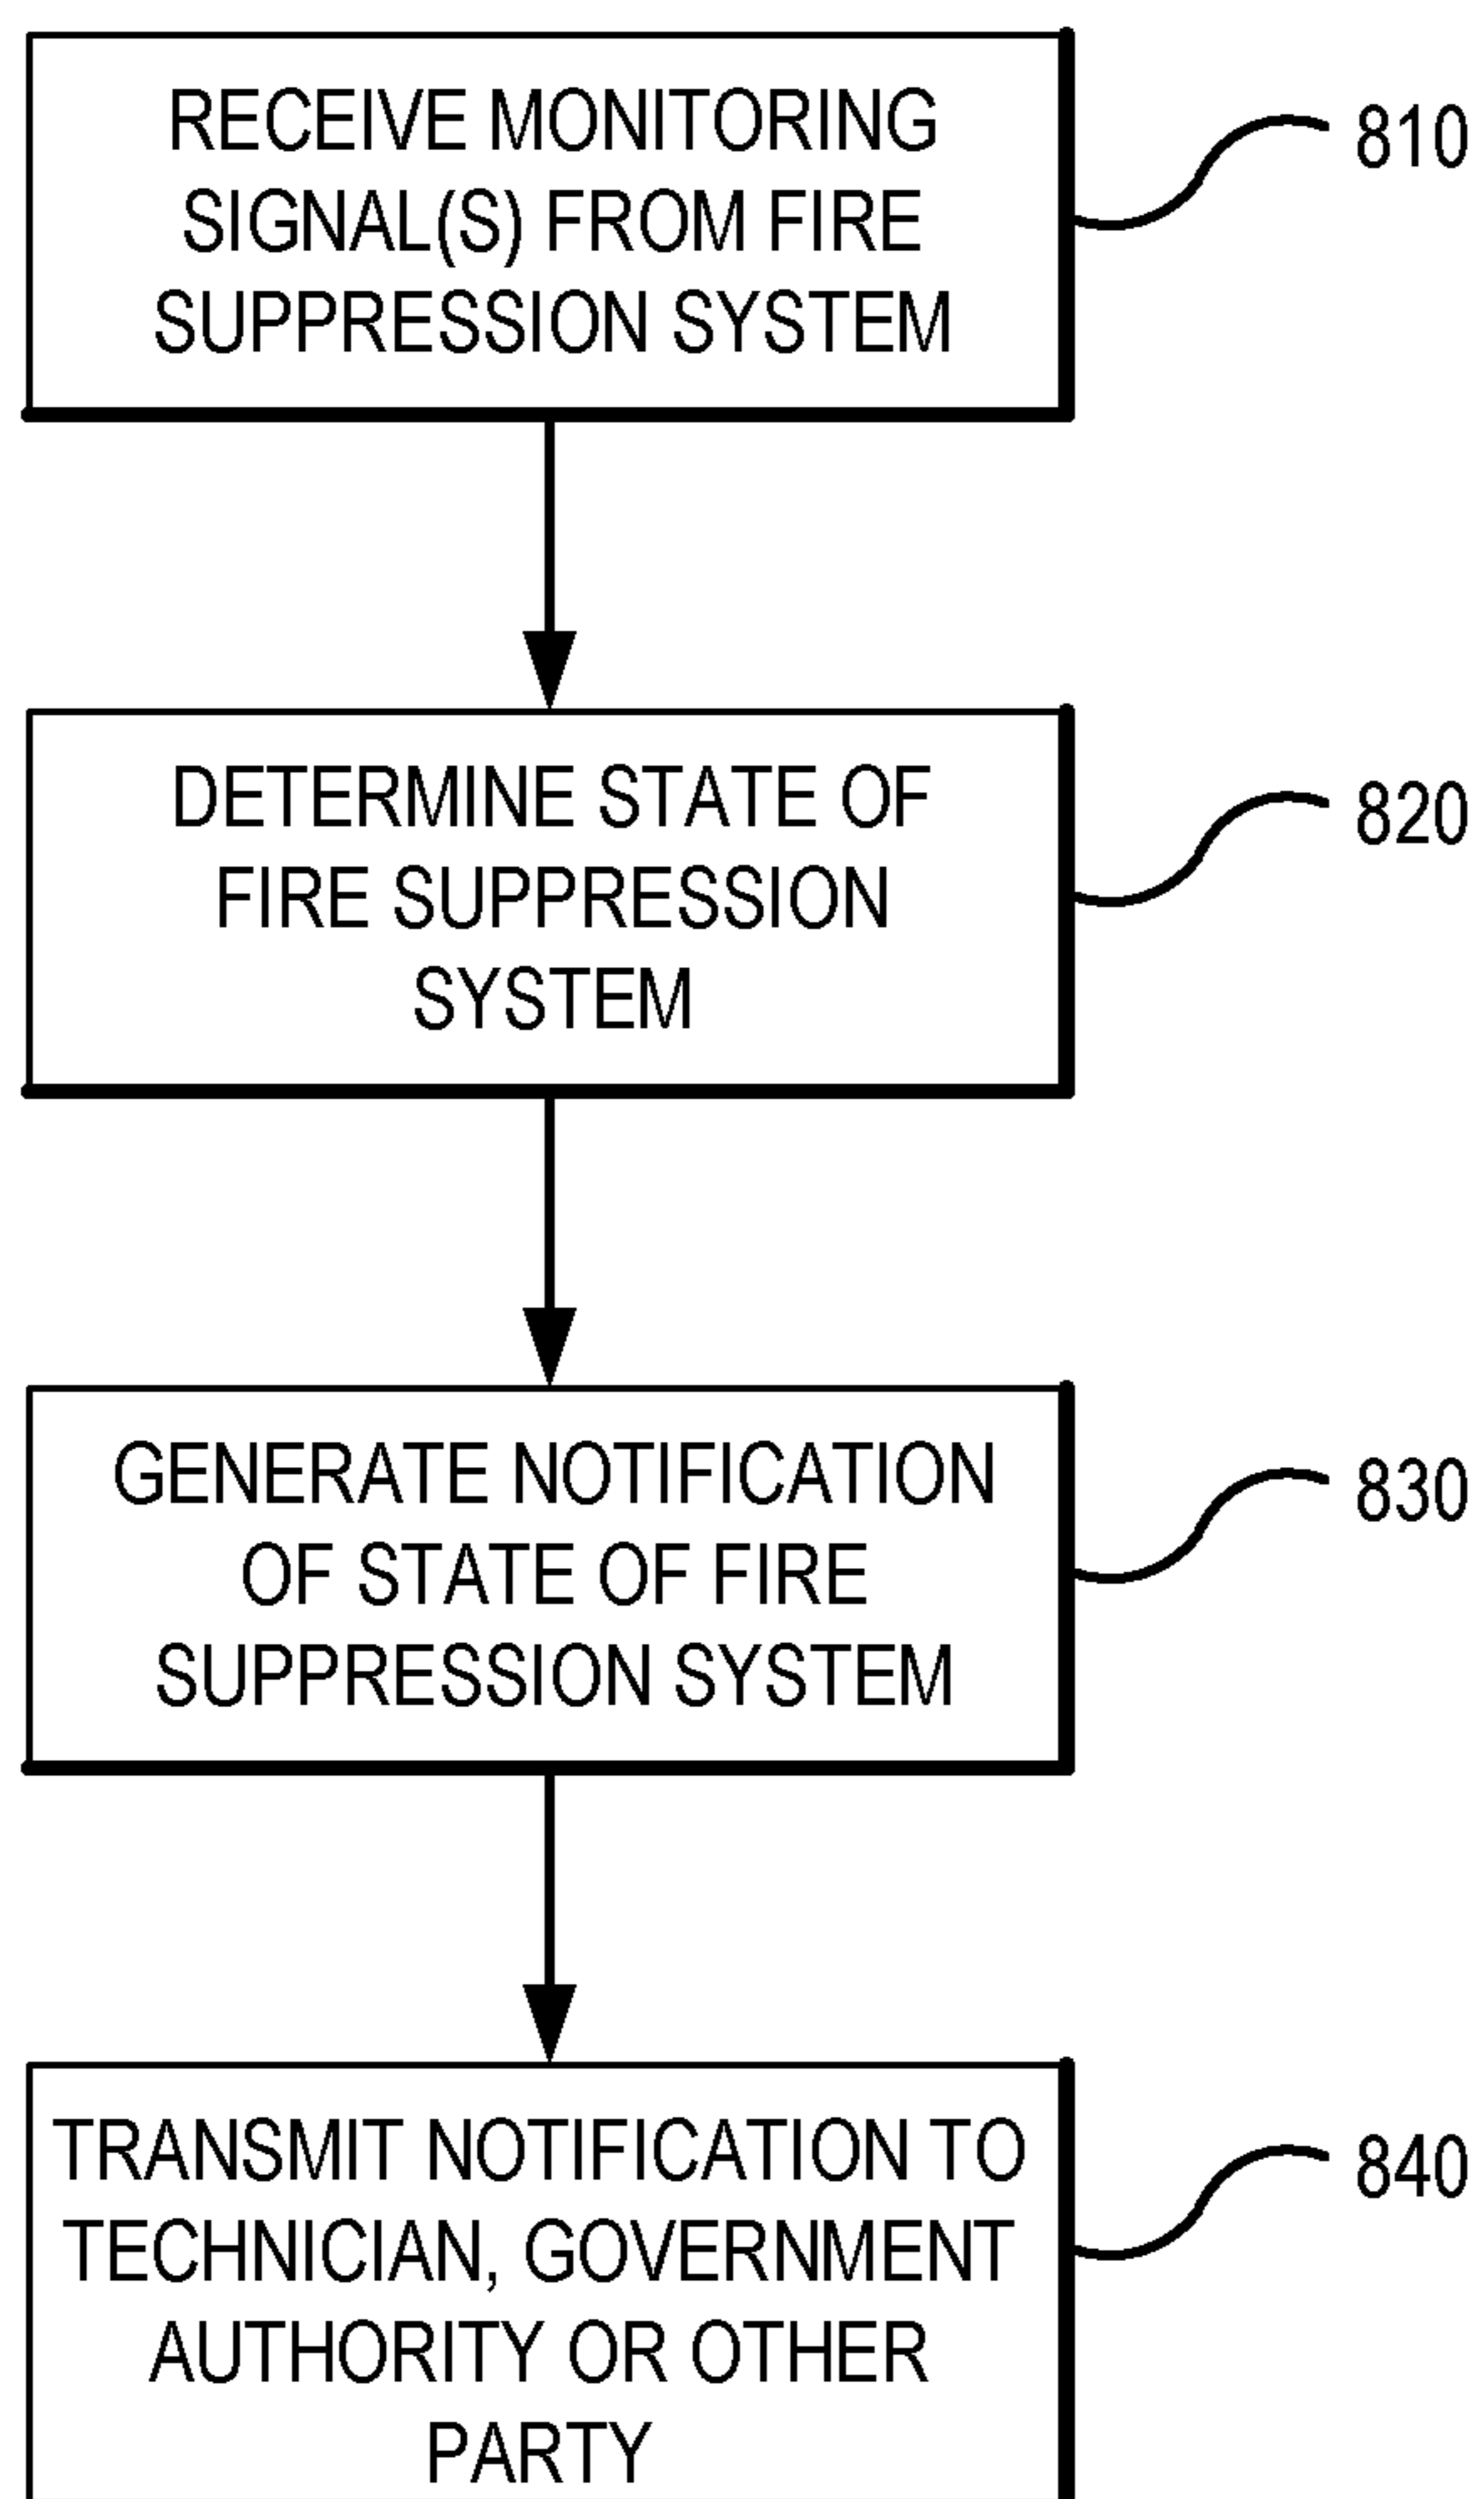 RECEIVE MONITORING
SIGNAL(S) FROM FIRE
SUPPRESSION SYSTEM
810
DETERMINE STATE OF
FIRE SUPPRESSION
SYSTEM
820
GENERATE NOTIFICATION
OF STATE OF FIRE
SUPPRESSION SYSTEM
830
TRANSMIT NOTIFICATION TO
TECHNICIAN, GOVERNMENT
AUTHORITY OR OTHER
PARTY
840